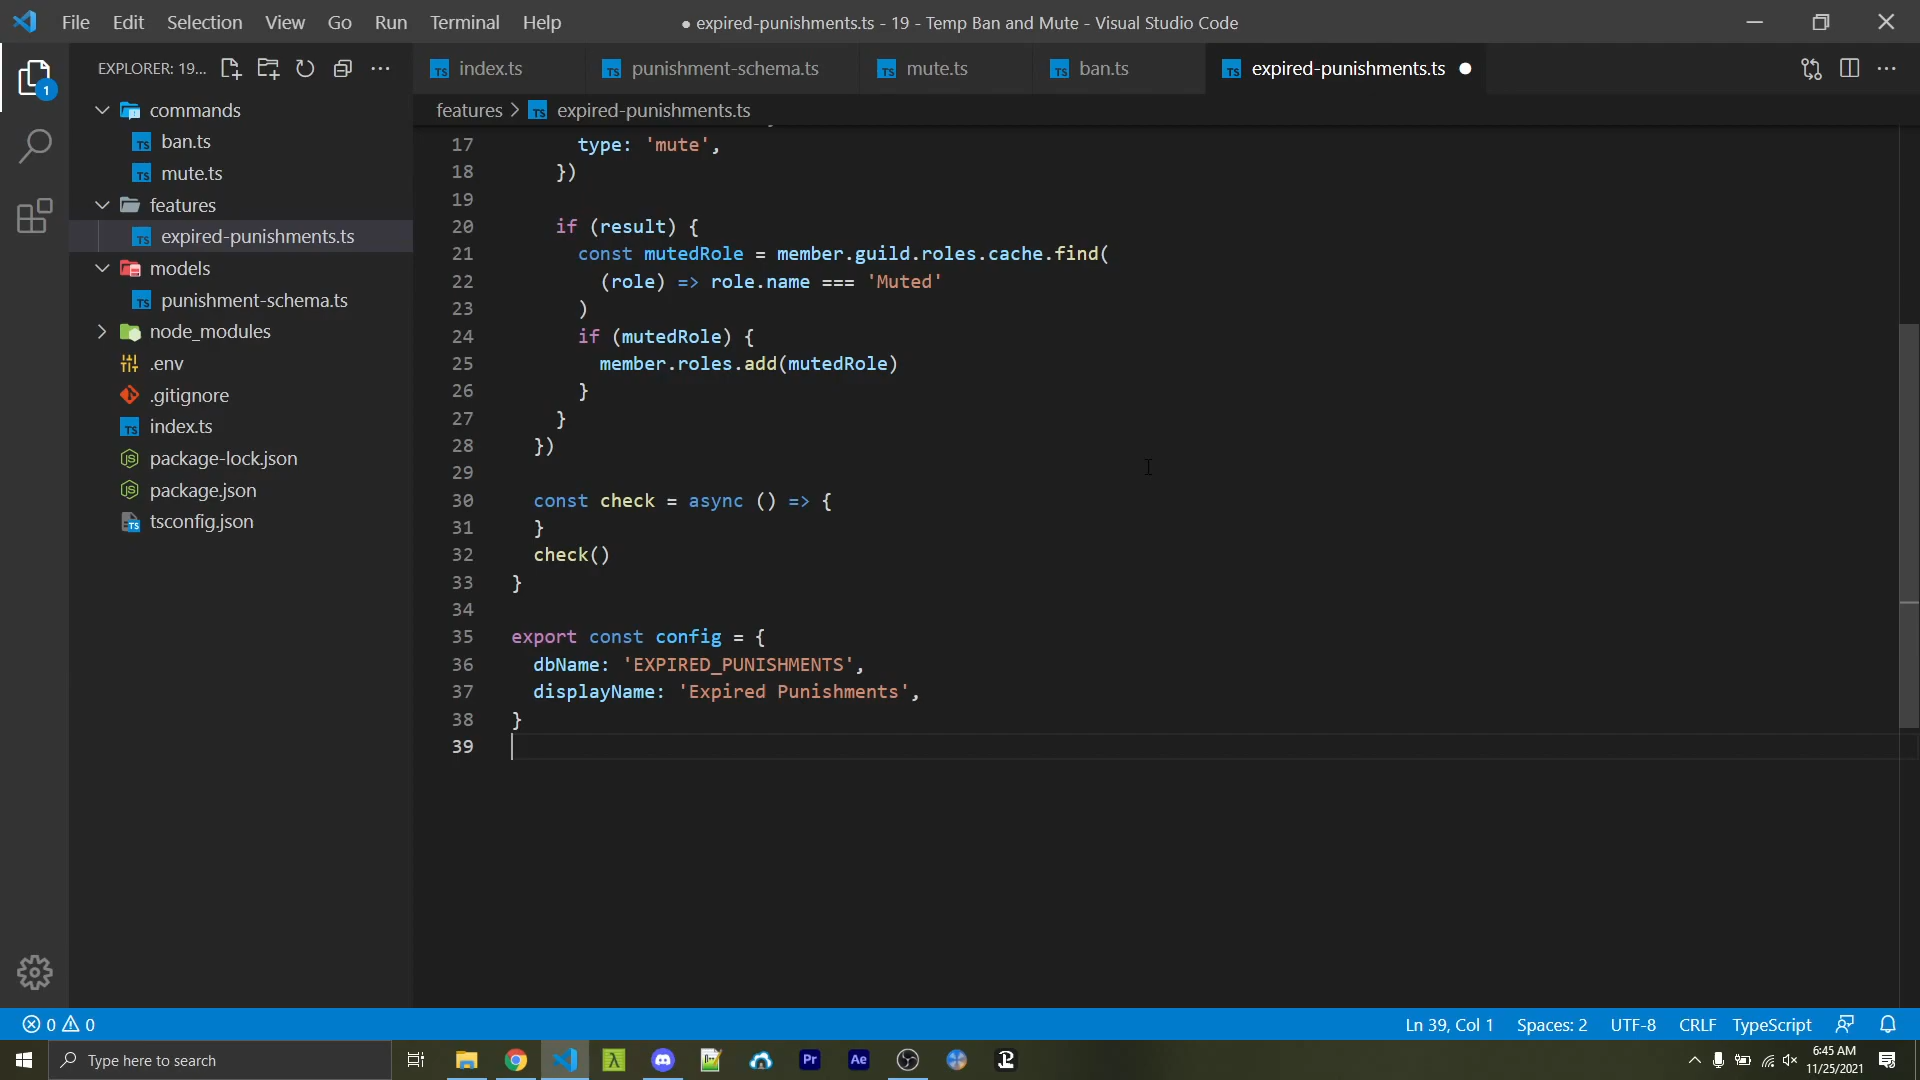 File Edit Selection View Go Run Terminal Help
● expired-punishments.ts - 19 - Temp Ban and Mute - Visual Studio Code
EXPLORER: 19...
index.ts
punishment-schema.ts
mute.ts
ban.ts
expired-punishments.ts
features > expired-punishments.ts
1
commands
ban.ts
mute.ts
features
expired-punishments.ts
models
punishment-schema.ts
node_modules
.env
.gitignore
index.ts
package-lock.json
package.json
tsconfig.json
17 type: 'mute',
18 })
19
20 if (result) {
21 const mutedRole = member.guild.roles.cache.find(
22 (role) => role.name === 'Muted'
23 )
24 if (mutedRole) {
25 member.roles.add(mutedRole)
26 }
27 }
28 })
29
30 const check = async () => {
31 }
32 check()
33 }
34
35 export const config = {
36 dbName: 'EXPIRED_PUNISHMENTS',
37 displayName: 'Expired Punishments',
38 }
39
0 0
Ln 39, Col 1 Spaces: 2 UTF-8 CRLF TypeScript
Type here to search
Pr
Ae
6:45 AM
11/25/2021